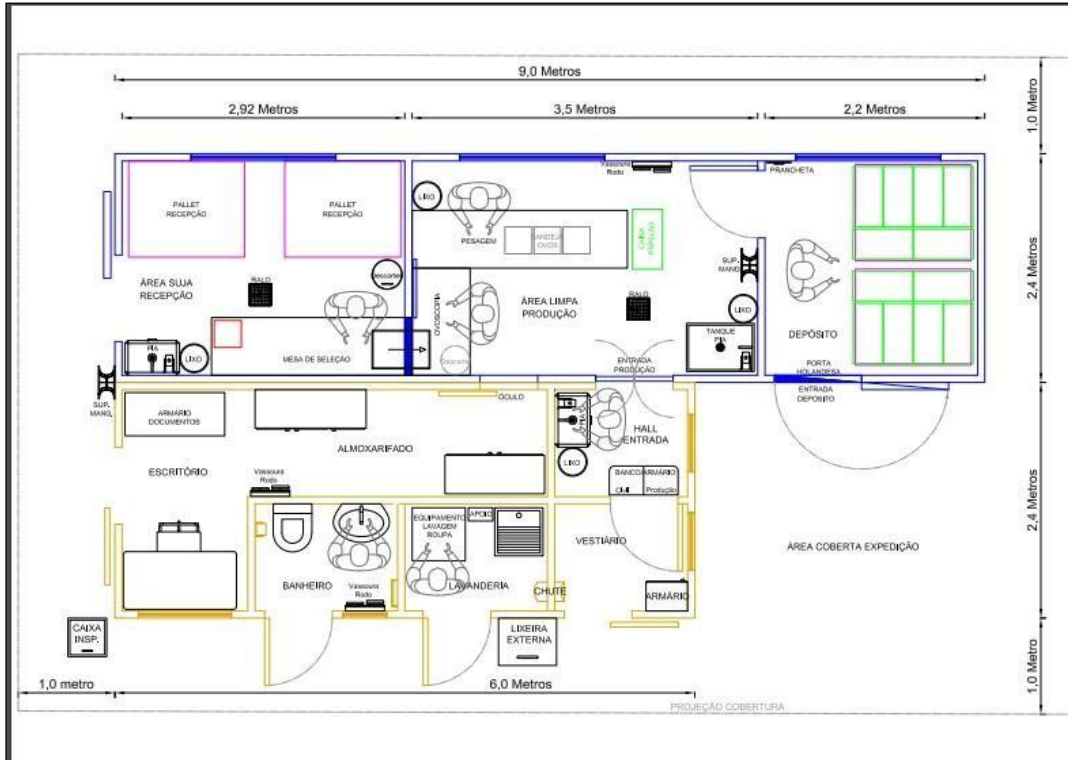 9,0 Metros
2,92 Metros
3,5 Metros
2,2 Metros
1,0 Metro
PALLET
RECEPÇÃO
PALLET
RECEPÇÃO
LIXO
PESAGEM
BANDEJA
OVOS
CAIXA
PAPELÃO
Vassoura
Rodo
PRANCHETA
SUP.
MANG.
2,4 Metros
ÁREA SUJA
RECEPÇÃO
RALO
Descarte
OVOSCOPIA
ÁREA LIMPA
PRODUÇÃO
RALO
LIXO
DEPÓSITO
PIA
LIXO
MESA DE SELEÇÃO
Descarte
ENTRADA
PRODUÇÃO
TANQUE
PIA
PORTA
HOLANDESA
ENTRADA
DEPÓSITO
SUP.
MANG.
ARMÁRIO
DOCUMENTOS
ÓCULO
ALMOXARIFADO
PIA
HALL
ENTRADA
LIXO
ESCRITÓRIO
Vassoura
Rodo
BANCO/ARMÁRIO
Civil
Produção
2,4 Metros
EQUIPAMENTO
LAVAGEM
ROUPA
APOIO
VESTIÁRIO
ÁREA COBERTA EXPEDIÇÃO
BANHEIRO
Vassoura
Rodo
LAVANDERIA
CHUTE
ARMÁRIO
CAIXA
INSP.
LIXEIRA
EXTERNA
1,0 metro
6,0 Metros
1,0 Metro
PROJEÇÃO COBERTURA